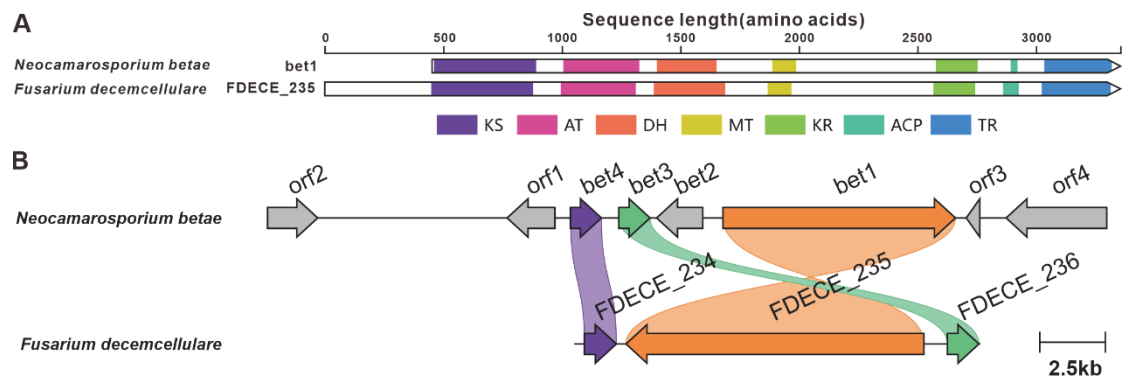 A
Sequence length(amino acids)
0 500 1000 1500 2000 2500 3000
Neocamarosporium betae bet1
Fusarium decemcellulare FDECE_235
KS AT DH MT KR ACP TR
B
orf2 orf1 bet4 bet3 bet2 bet1 orf3 orf4
Neocamarosporium betae
FDECE_234 FDECE_235 FDECE_236
Fusarium decemcellulare
2.5kb